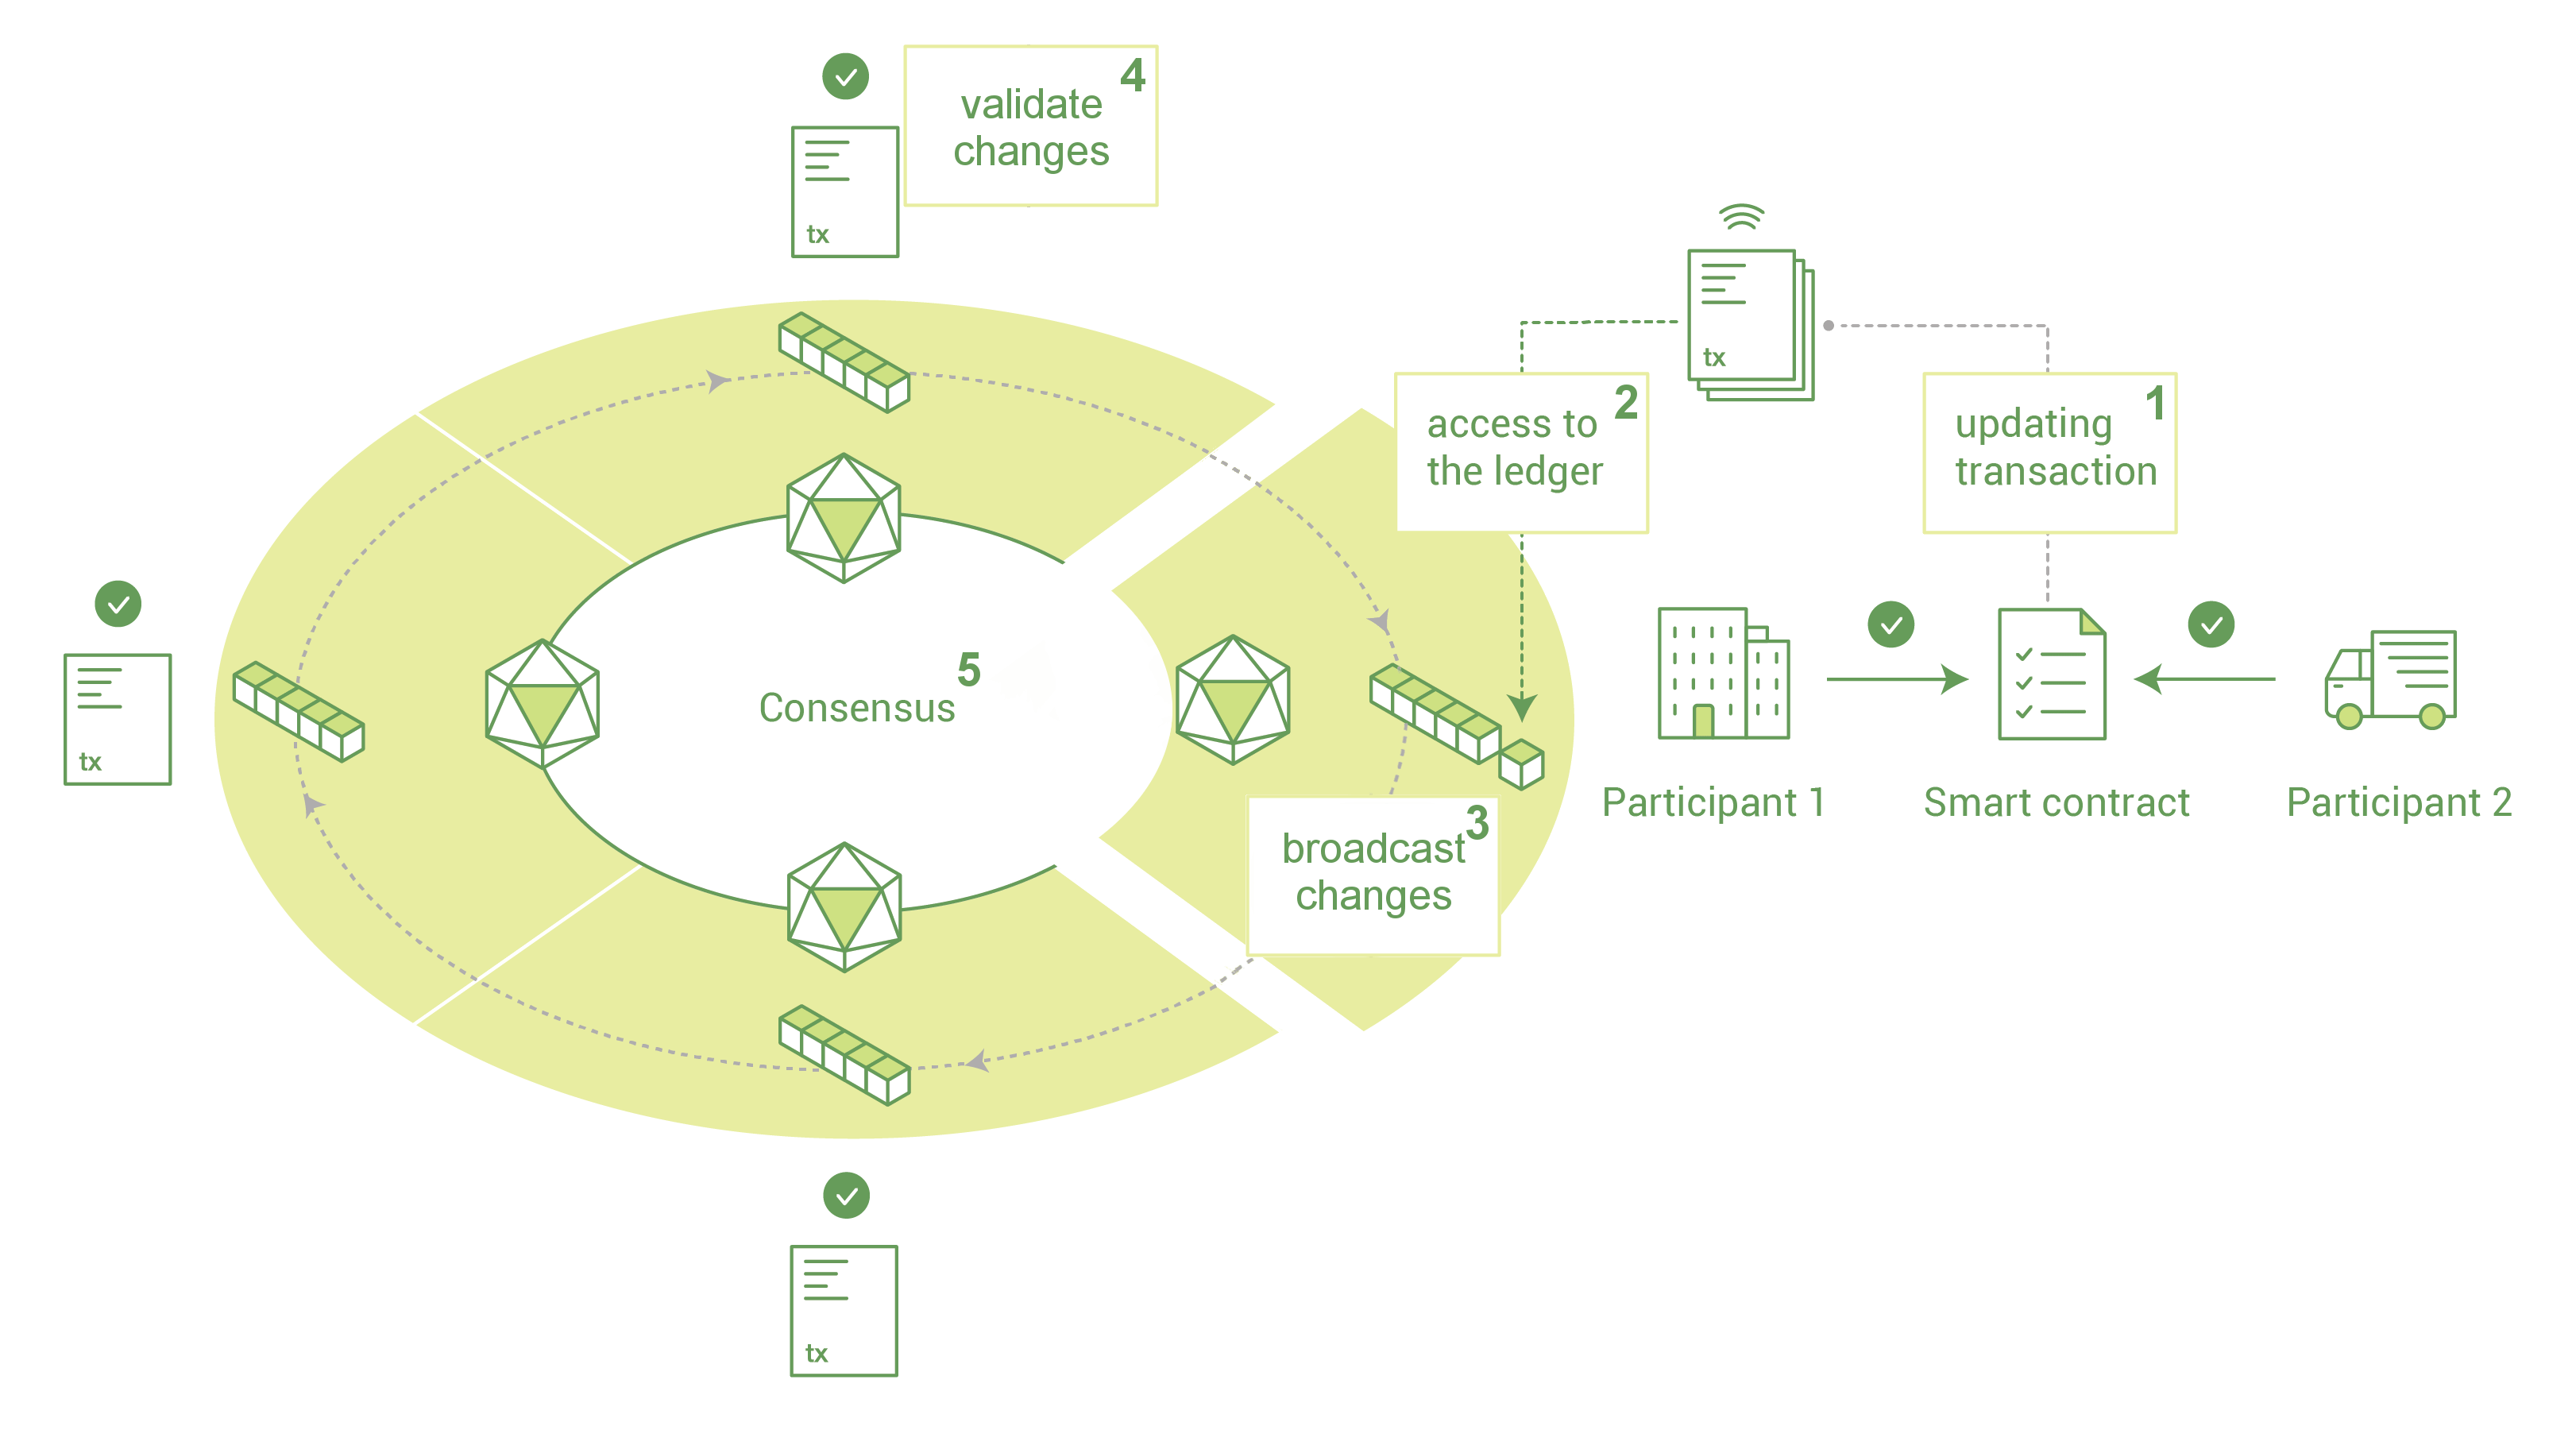 4
validate
changes
tx
tx
2
access to
the ledger
1
updating
transaction
5
Consensus
tx
3
broadcast
changes
Participant 1
Smart contract
Participant 2
tx